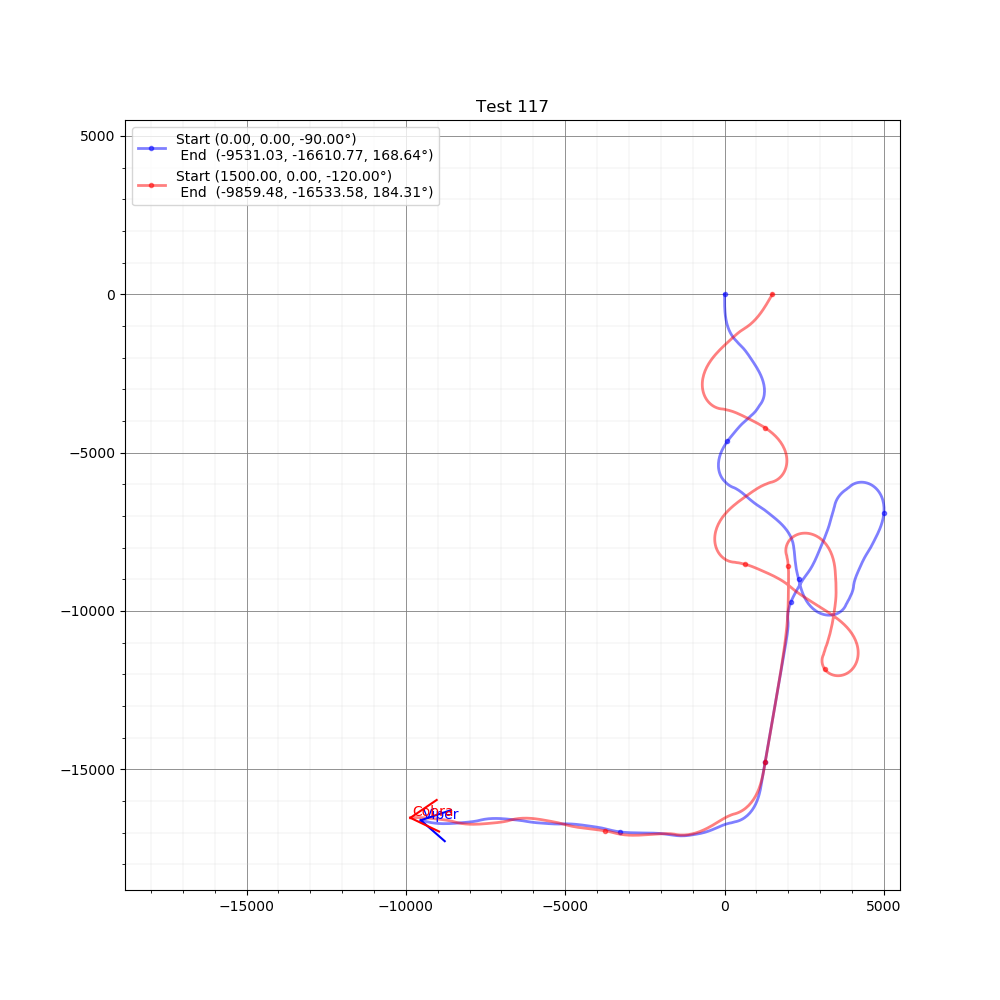 Test 117
Start (0.00, 0.00, -90.00°)
End (-9531.03, -16610.77, 168.64°)
Start (1500.00, 0.00, -120.00°)
End (-9859.48, -16533.58, 184.31°)
5000
0
−5000
−10000
−15000
Cobra
Viper
−15000
−10000
−5000
0
5000